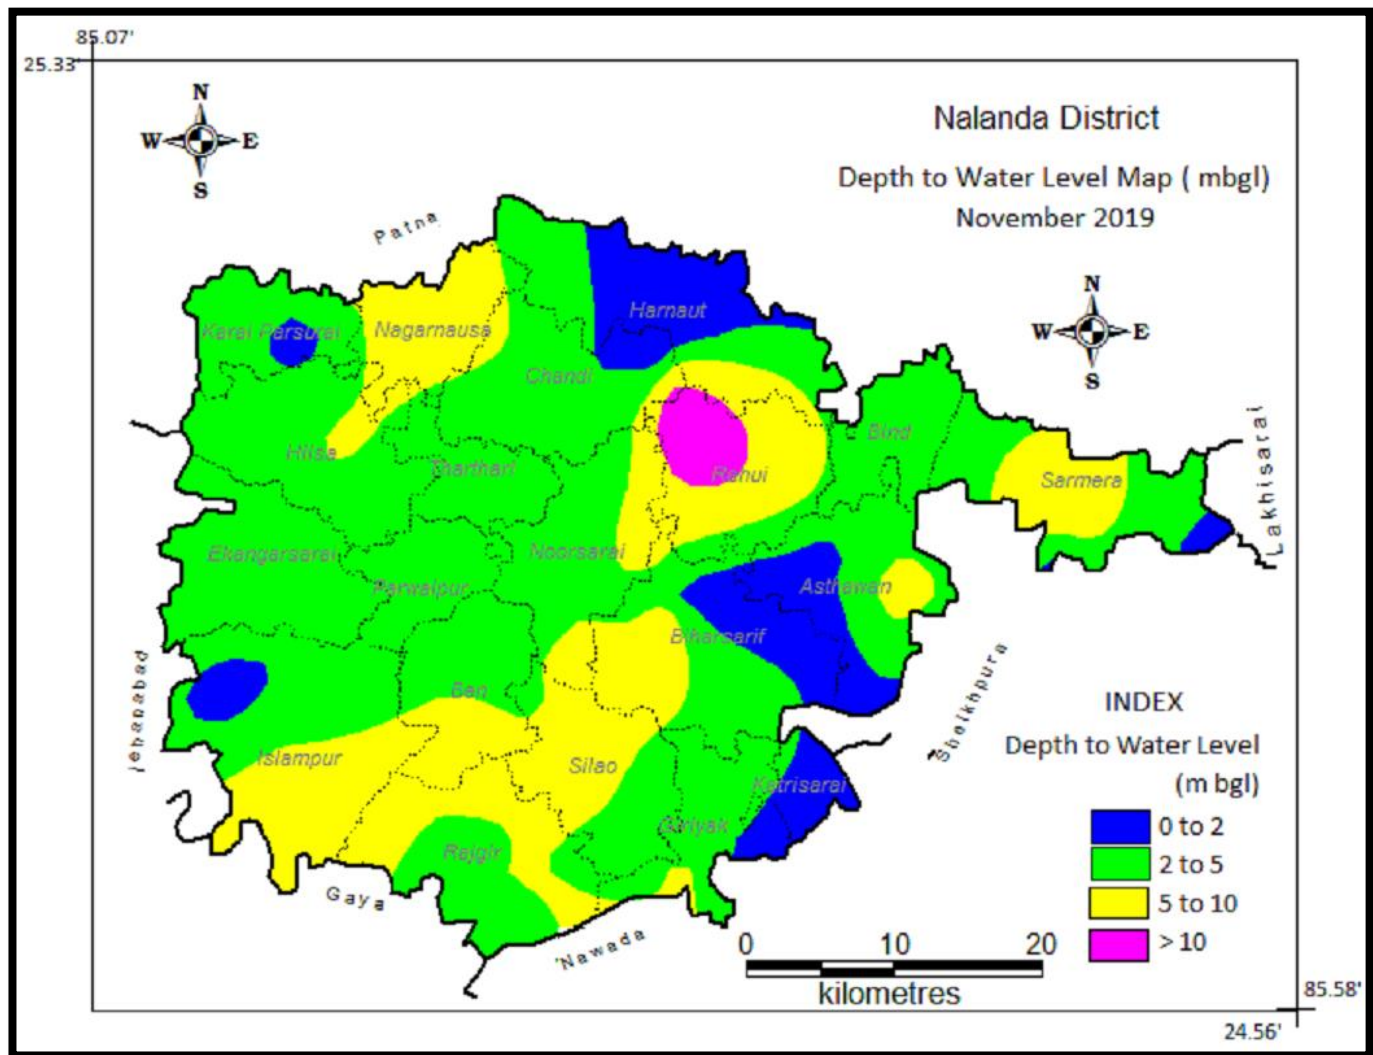 85.07'
25.33'
N
W E
S
Nalanda District
Depth to Water Level Map ( mbgl)
November 2019
Patna
N
W E
S
Harnaut
Karai Parsurai
Nagarnausa
Chandi
Bind
Hilsa
Tharthari
Rahui
Sarmera
Lakhisarai
Ekangarsarai
Noorsarai
Parwalpur
Asthawan
Biharsarif
Jehanabad
Ben
Sheikhpura
Islampur
Silao
Katrisarai
Giriyak
Rajgir
Gaya
Nawada
INDEX
Depth to Water Level
(m bgl)
0 to 2
2 to 5
5 to 10
> 10
0 10 20
kilometres
85.58'
24.56'